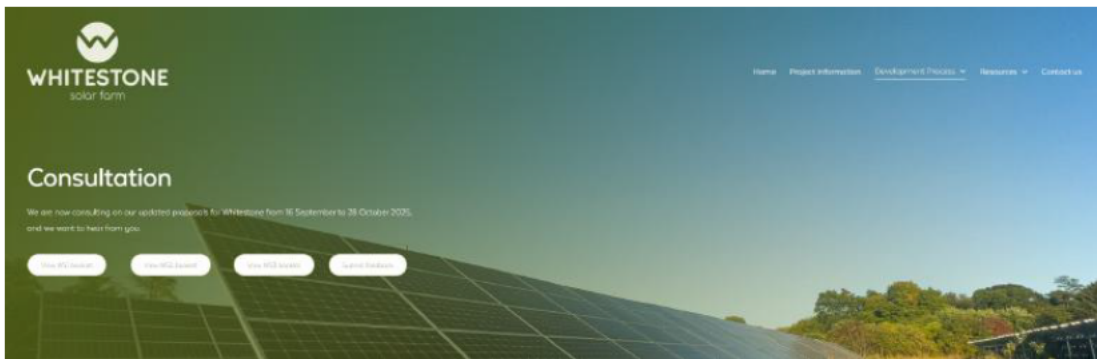 WHITESTONE
solar farm
Home Project Information Development Process Resources Contact us
Consultation
We are now consulting on our updated proposals for Whitestone from 16 September to 28 October 2025,
and we want to hear from you.
Submit feedback